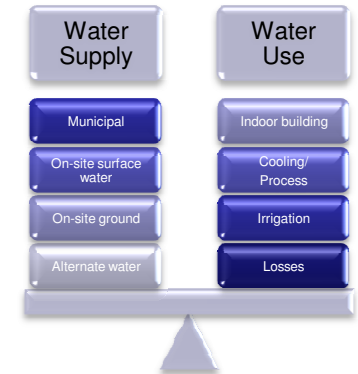 Water
Supply
Water
Use
Municipal
On-site surface
water
On-site ground
Alternate water
Indoor building
Cooling/
Process
Irrigation
Losses